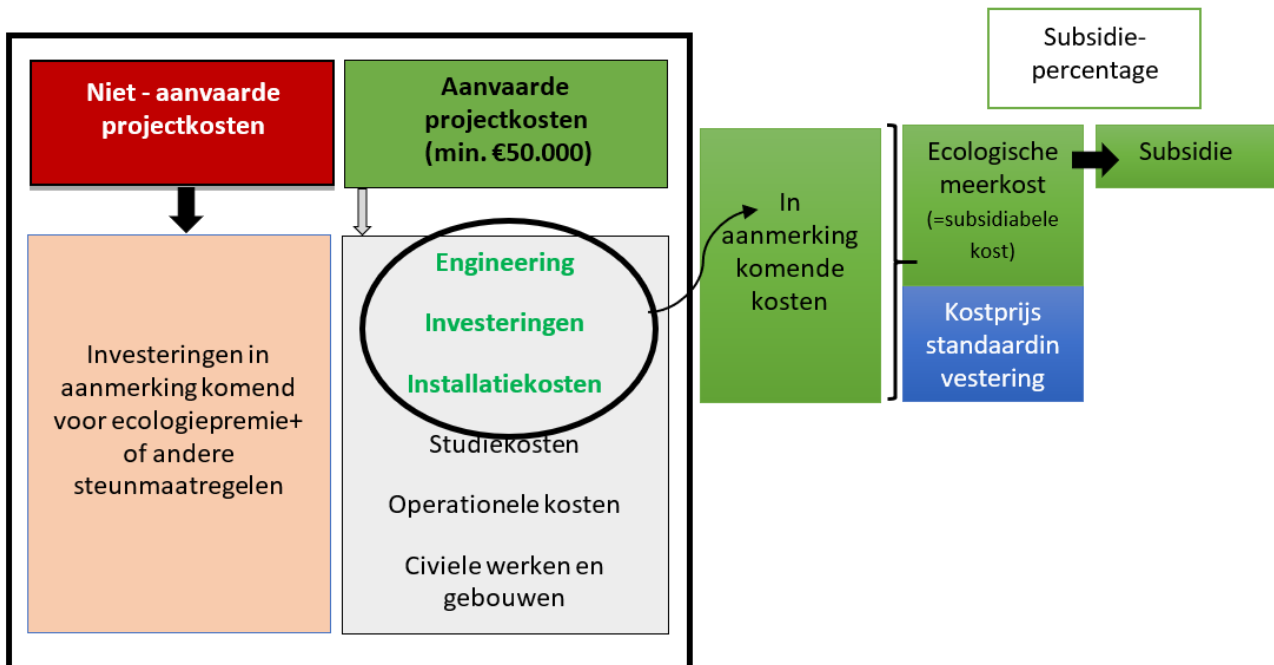 Niet - aanvaarde
projectkosten
Aanvaarde
projectkosten
(min. €50.000)
Investeringen in
aanmerking komend
voor ecologiepremie+
of andere
steunmaatregelen
Engineering
Investeringen
Installatiekosten
Studiekosten
Operationele kosten
Civiele werken en
gebouwen
In
aanmerking
komende
kosten
Ecologische
meerkost
(=subsidiabele
kost)
Kostprijs
standaardin
vestering
Subsidie-
percentage
Subsidie